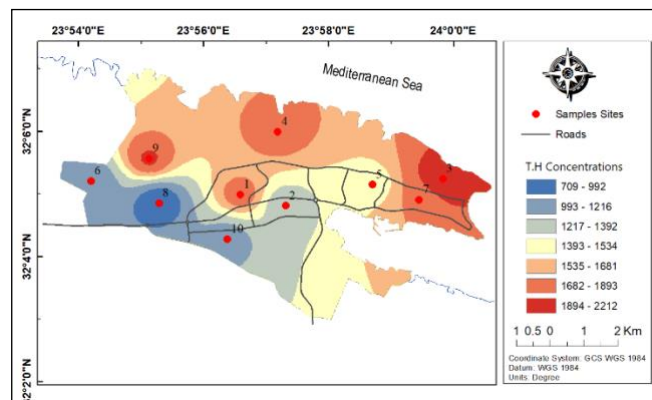 23°54'0"E 23°56'0"E 23°58'0"E 24°0'0"E
32°6'0"N
32°4'0"N
32°2'0"N
Mediterranean Sea
4
9
3
6
5
1
7
8
2
10
Samples Sites
Roads
T.H Concentrations
709 - 992
993 - 1216
1217 - 1392
1393 - 1534
1535 - 1681
1682 - 1893
1894 - 2212
1 0.5 0 1 2 Km
Coordinate System: GCS WGS 1984
Datum: WGS 1984
Units: Degree